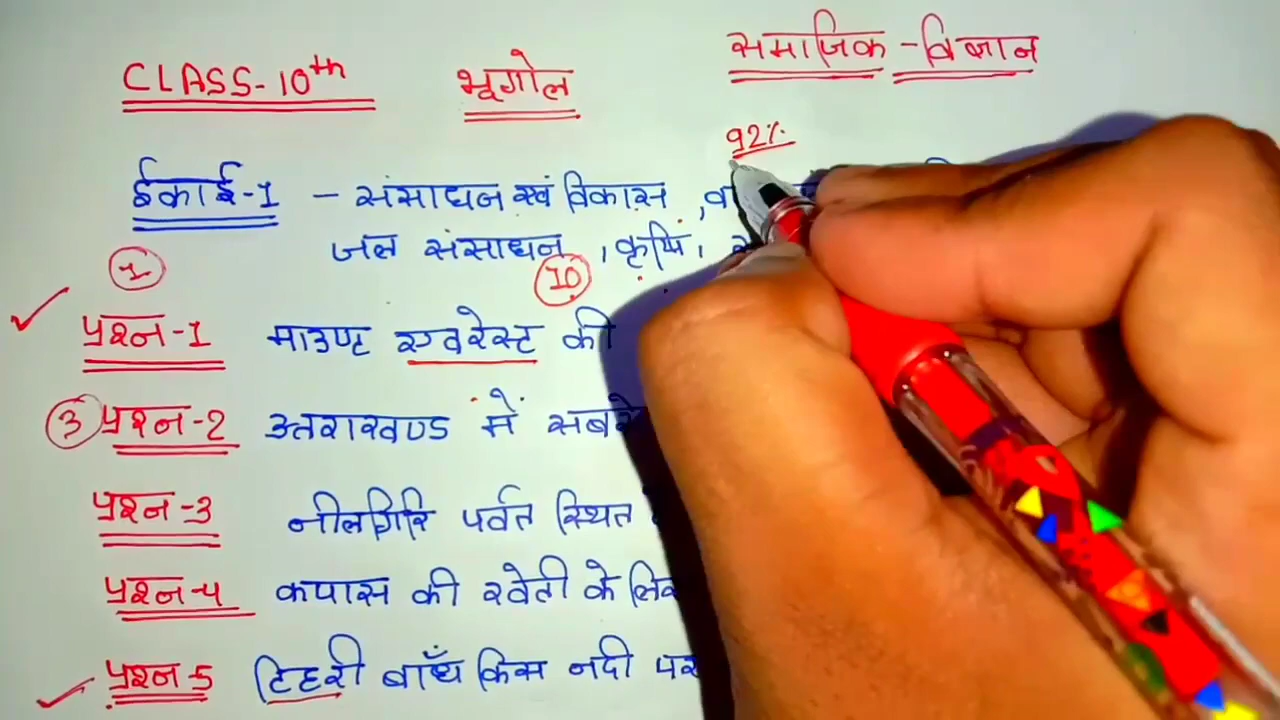 CLASS-10th भूगोल समाजिक-विज्ञान
92%
ईकाई-1 - संसाधन एवं विकास,
जल संसाधन, कृषि,
1
10
प्रश्न-1 माउण्ट एवरेस्ट की
3 प्रश्न-2 उत्तराखण्ड में
प्रश्न-3 नीलगिरि पर्वत स्थित
प्रश्न-4 कपास की खेती के
प्रश्न-5 टिहरी बाँध किस नदी पर